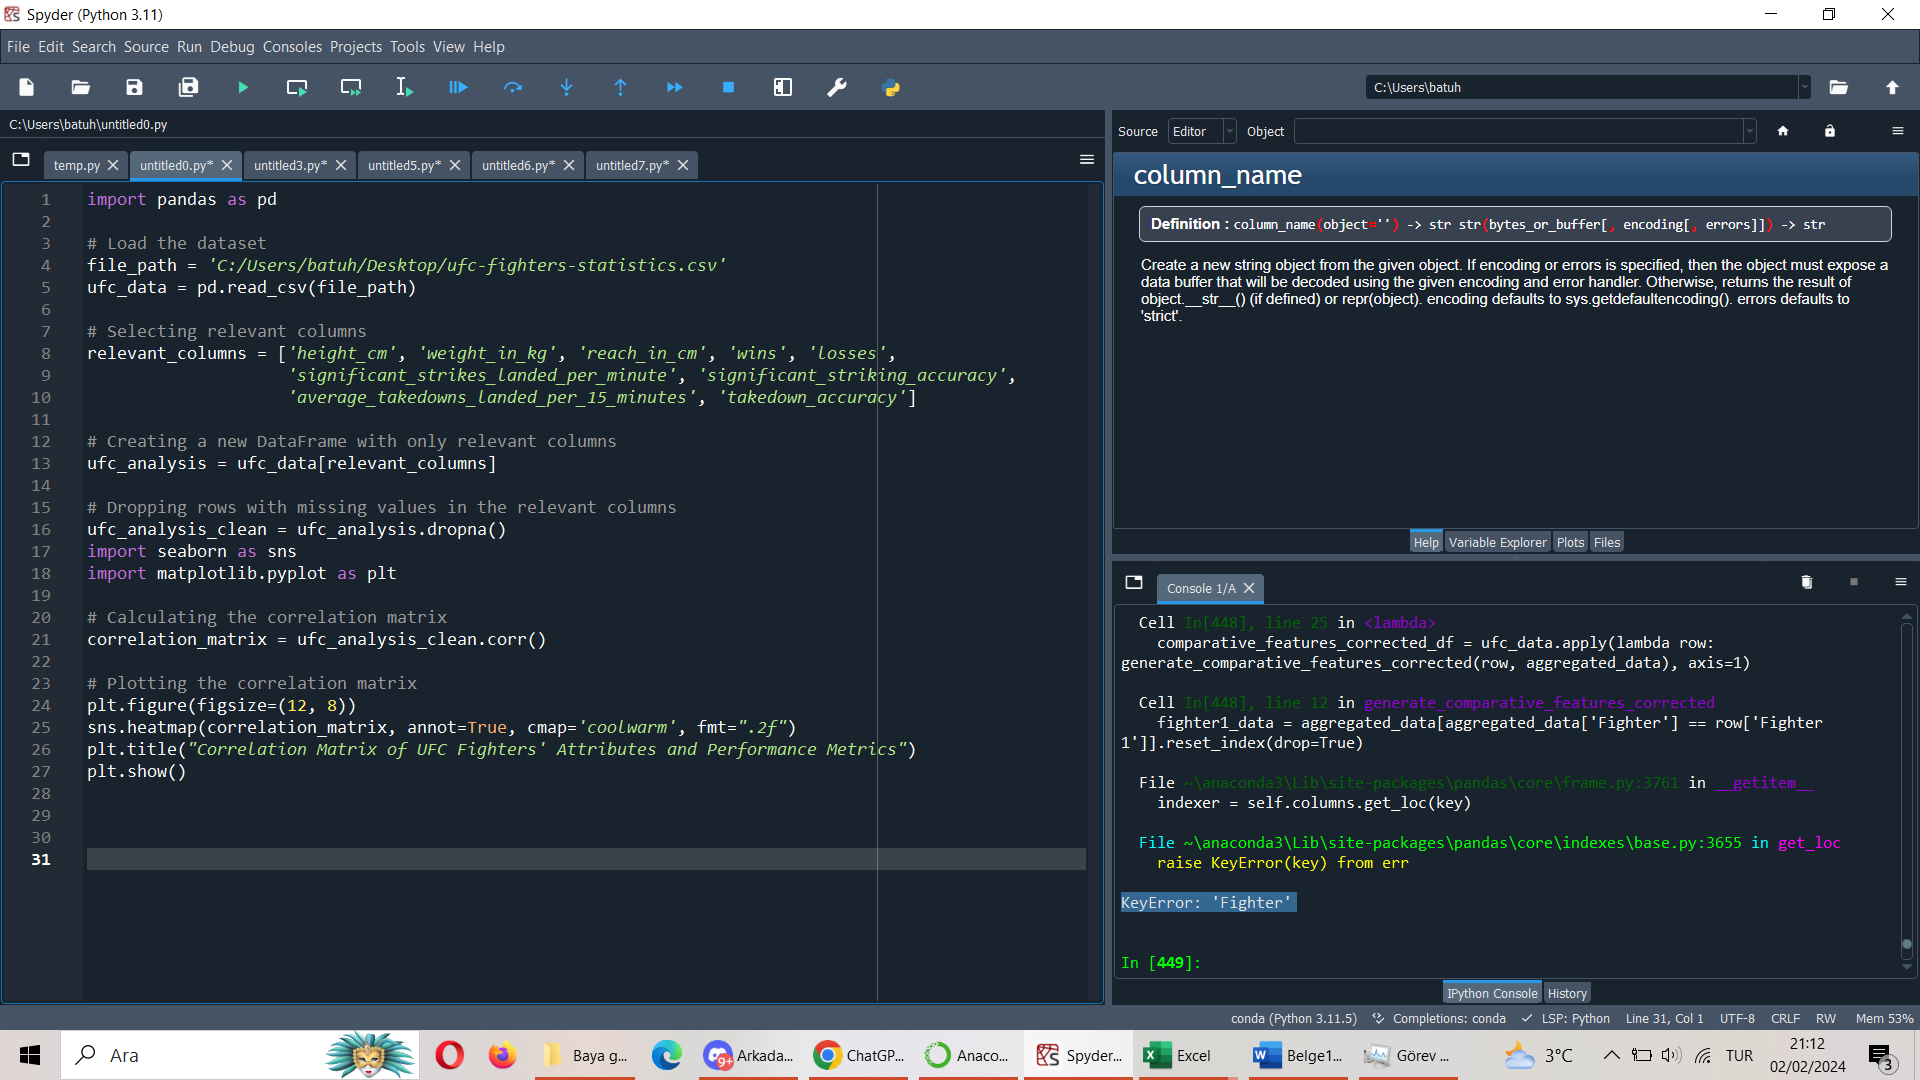 Spyder (Python 3.11)
File Edit Search Source Run Debug Consoles Projects Tools View Help
C:\Users\batuh
C:\Users\batuh\untitled0.py
temp.py untitled0.py* untitled3.py* untitled5.py* untitled6.py* untitled7.py*
1 import pandas as pd
2
3 # Load the dataset
4 file_path = 'C:/Users/batuh/Desktop/ufc-fighters-statistics.csv'
5 ufc_data = pd.read_csv(file_path)
6
7 # Selecting relevant columns
8 relevant_columns = ['height_cm', 'weight_in_kg', 'reach_in_cm', 'wins', 'losses',
9 'significant_strikes_landed_per_minute', 'significant_striking_accuracy',
10 'average_takedowns_landed_per_15_minutes', 'takedown_accuracy']
11
12 # Creating a new DataFrame with only relevant columns
13 ufc_analysis = ufc_data[relevant_columns]
14
15 # Dropping rows with missing values in the relevant columns
16 ufc_analysis_clean = ufc_analysis.dropna()
17 import seaborn as sns
18 import matplotlib.pyplot as plt
19
20 # Calculating the correlation matrix
21 correlation_matrix = ufc_analysis_clean.corr()
22
23 # Plotting the correlation matrix
24 plt.figure(figsize=(12, 8))
25 sns.heatmap(correlation_matrix, annot=True, cmap='coolwarm', fmt=".2f")
26 plt.title("Correlation Matrix of UFC Fighters' Attributes and Performance Metrics")
27 plt.show()
28
29
30
31
Source Editor Object
column_name
Definition : column_name(object='') -> str str(bytes_or_buffer[, encoding[, errors]]) -> str
Create a new string object from the given object. If encoding or errors is specified, then the object must expose a
data buffer that will be decoded using the given encoding and error handler. Otherwise, returns the result of
object.__str__() (if defined) or repr(object). encoding defaults to sys.getdefaultencoding(). errors defaults to
'strict'.
Help Variable Explorer Plots Files
Console 1/A
Cell In[448], line 25 in <lambda>
comparative_features_corrected_df = ufc_data.apply(lambda row:
generate_comparative_features_corrected(row, aggregated_data), axis=1)
Cell In[448], line 12 in generate_comparative_features_corrected
fighter1_data = aggregated_data[aggregated_data['Fighter'] == row['Fighter
1']].reset_index(drop=True)
File ~\anaconda3\Lib\site-packages\pandas\core\frame.py:3761 in __getitem__
indexer = self.columns.get_loc(key)
File ~\anaconda3\Lib\site-packages\pandas\core\indexes\base.py:3655 in get_loc
raise KeyError(key) from err
KeyError: 'Fighter'
In [449]:
IPython Console History
conda (Python 3.11.5) Completions: conda LSP: Python Line 31, Col 1 UTF-8 CRLF RW Mem 53%
Ara Baya g... 9+ Arkada... ChatGP... Anaco... Spyder... Excel Belge1... Görev ... 3°C TUR 21:12
02/02/2024 3